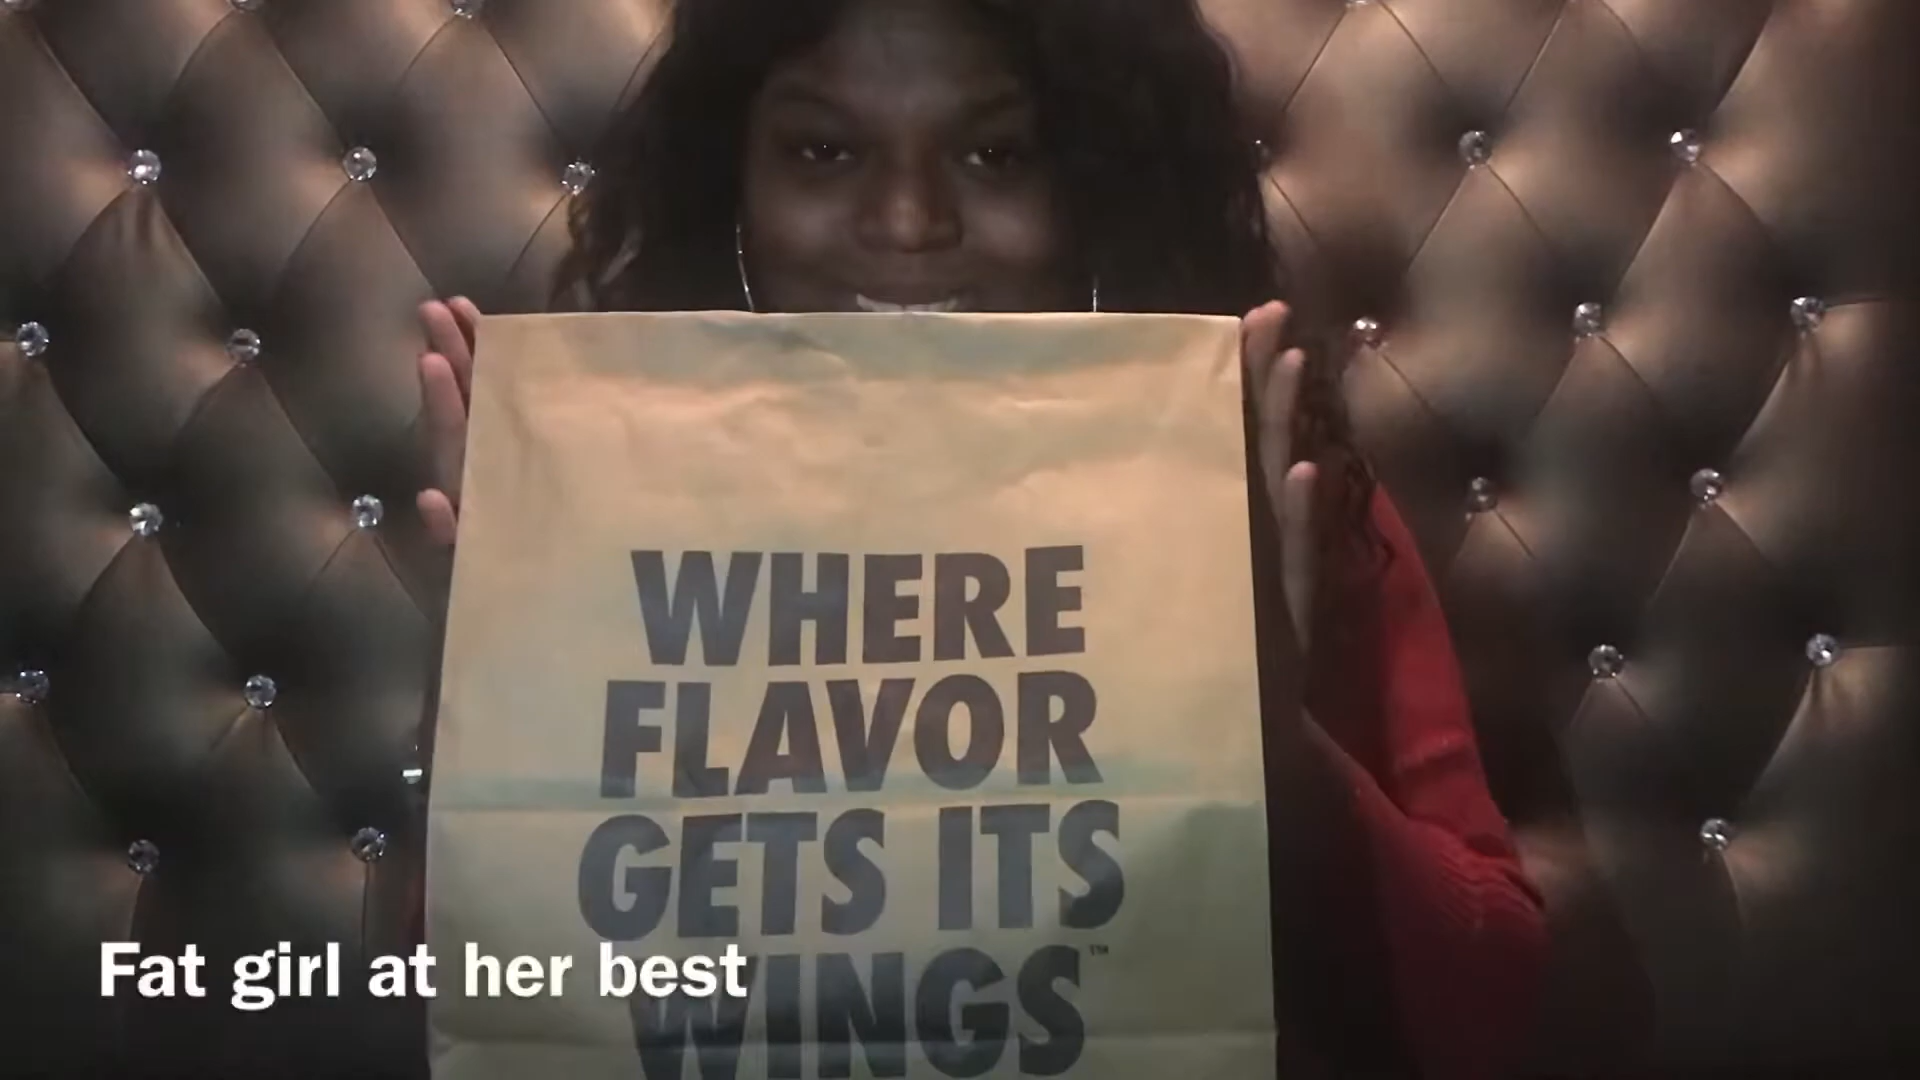 WHERE
FLAVOR
GETS ITS
WINGS™
Fat girl at her best